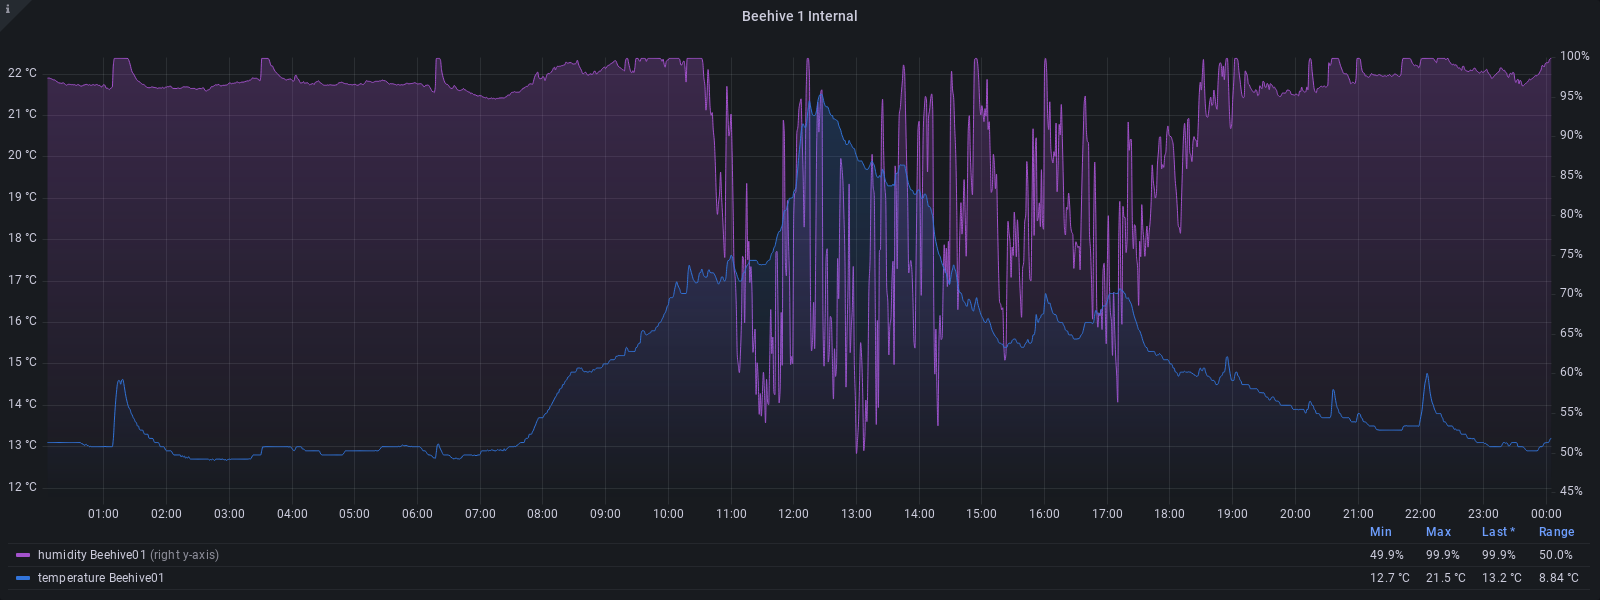 i
Beehive 1 Internal
22 °C
21 °C
20 °C
19 °C
18 °C
17 °C
16 °C
15 °C
14 °C
13 °C
12 °C
100%
95%
90%
85%
80%
75%
70%
65%
60%
55%
50%
45%
01:00 02:00 03:00 04:00 05:00 06:00 07:00 08:00 09:00 10:00 11:00 12:00 13:00 14:00 15:00 16:00 17:00 18:00 19:00 20:00 21:00 22:00 23:00 00:00
Min Max Last * Range
humidity Beehive01 (right y-axis) 49.9% 99.9% 99.9% 50.0%
temperature Beehive01 12.7 °C 21.5 °C 13.2 °C 8.84 °C